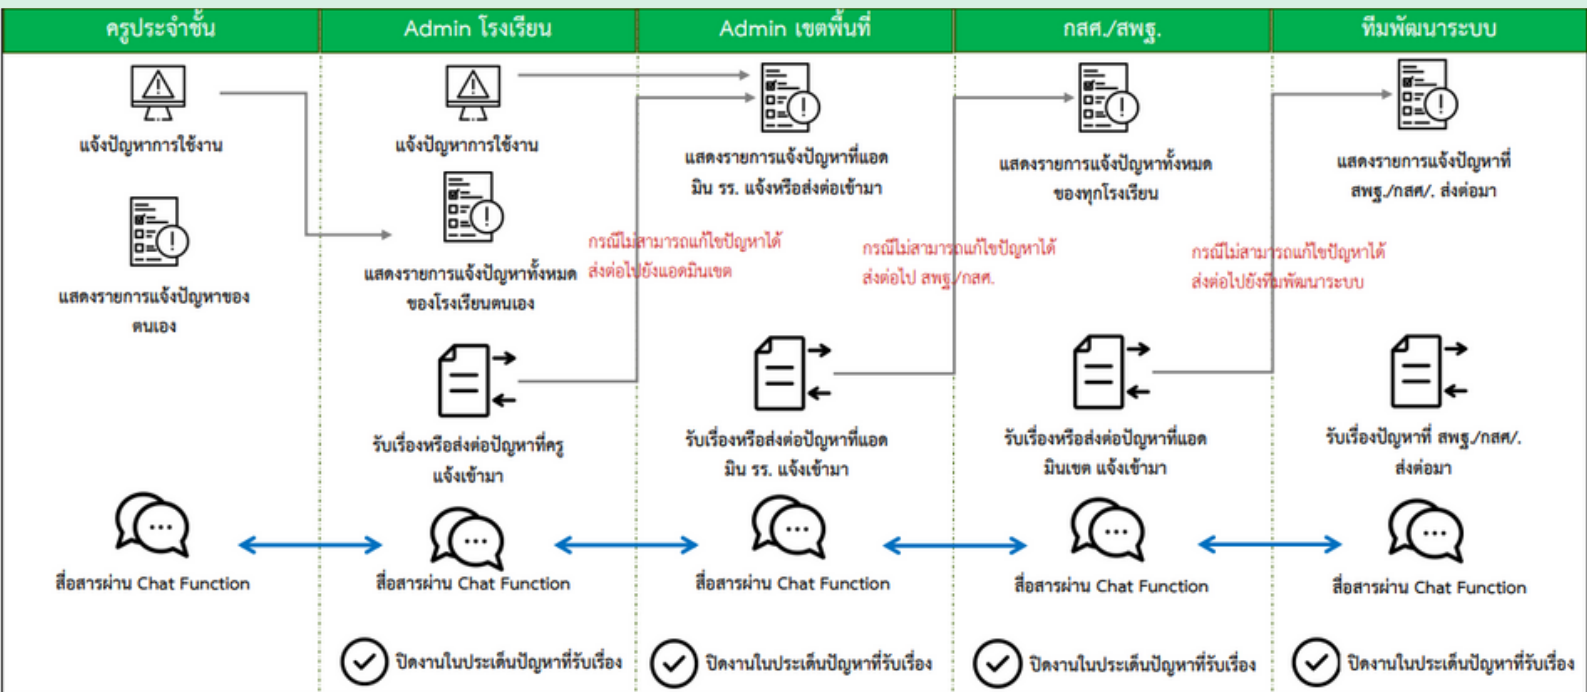 ครูประจำชั้น
Admin โรงเรียน
Admin เขตพื้นที่
กสศ./สพฐ.
ทีมพัฒนาระบบ
แจ้งปัญหาการใช้งาน
แสดงรายการแจ้งปัญหาของ
ตนเอง
สื่อสารผ่าน Chat Function
แจ้งปัญหาการใช้งาน
แสดงรายการแจ้งปัญหาทั้งหมด
ของโรงเรียนตนเอง
รับเรื่องหรือส่งต่อปัญหาที่ครู
แจ้งเข้ามา
สื่อสารผ่าน Chat Function
ปิดงานในประเด็นปัญหาที่รับเรื่อง
กรณีไม่สามารถแก้ไขปัญหาได้
ส่งต่อไปยังแอดมินเขต
แสดงรายการแจ้งปัญหาที่แอด
มิน รร. แจ้งหรือส่งต่อเข้ามา
รับเรื่องหรือส่งต่อปัญหาที่แอด
มิน รร. แจ้งเข้ามา
สื่อสารผ่าน Chat Function
ปิดงานในประเด็นปัญหาที่รับเรื่อง
กรณีไม่สามารถแก้ไขปัญหาได้
ส่งต่อไป สพฐ./กสศ.
แสดงรายการแจ้งปัญหาทั้งหมด
ของทุกโรงเรียน
รับเรื่องหรือส่งต่อปัญหาที่แอด
มินเขต แจ้งเข้ามา
สื่อสารผ่าน Chat Function
ปิดงานในประเด็นปัญหาที่รับเรื่อง
กรณีไม่สามารถแก้ไขปัญหาได้
ส่งต่อไปยังทีมพัฒนาระบบ
แสดงรายการแจ้งปัญหาที่
สพฐ./กสศ/. ส่งต่อมา
รับเรื่องปัญหาที่ สพฐ./กสศ/.
ส่งต่อมา
สื่อสารผ่าน Chat Function
ปิดงานในประเด็นปัญหาที่รับเรื่อง